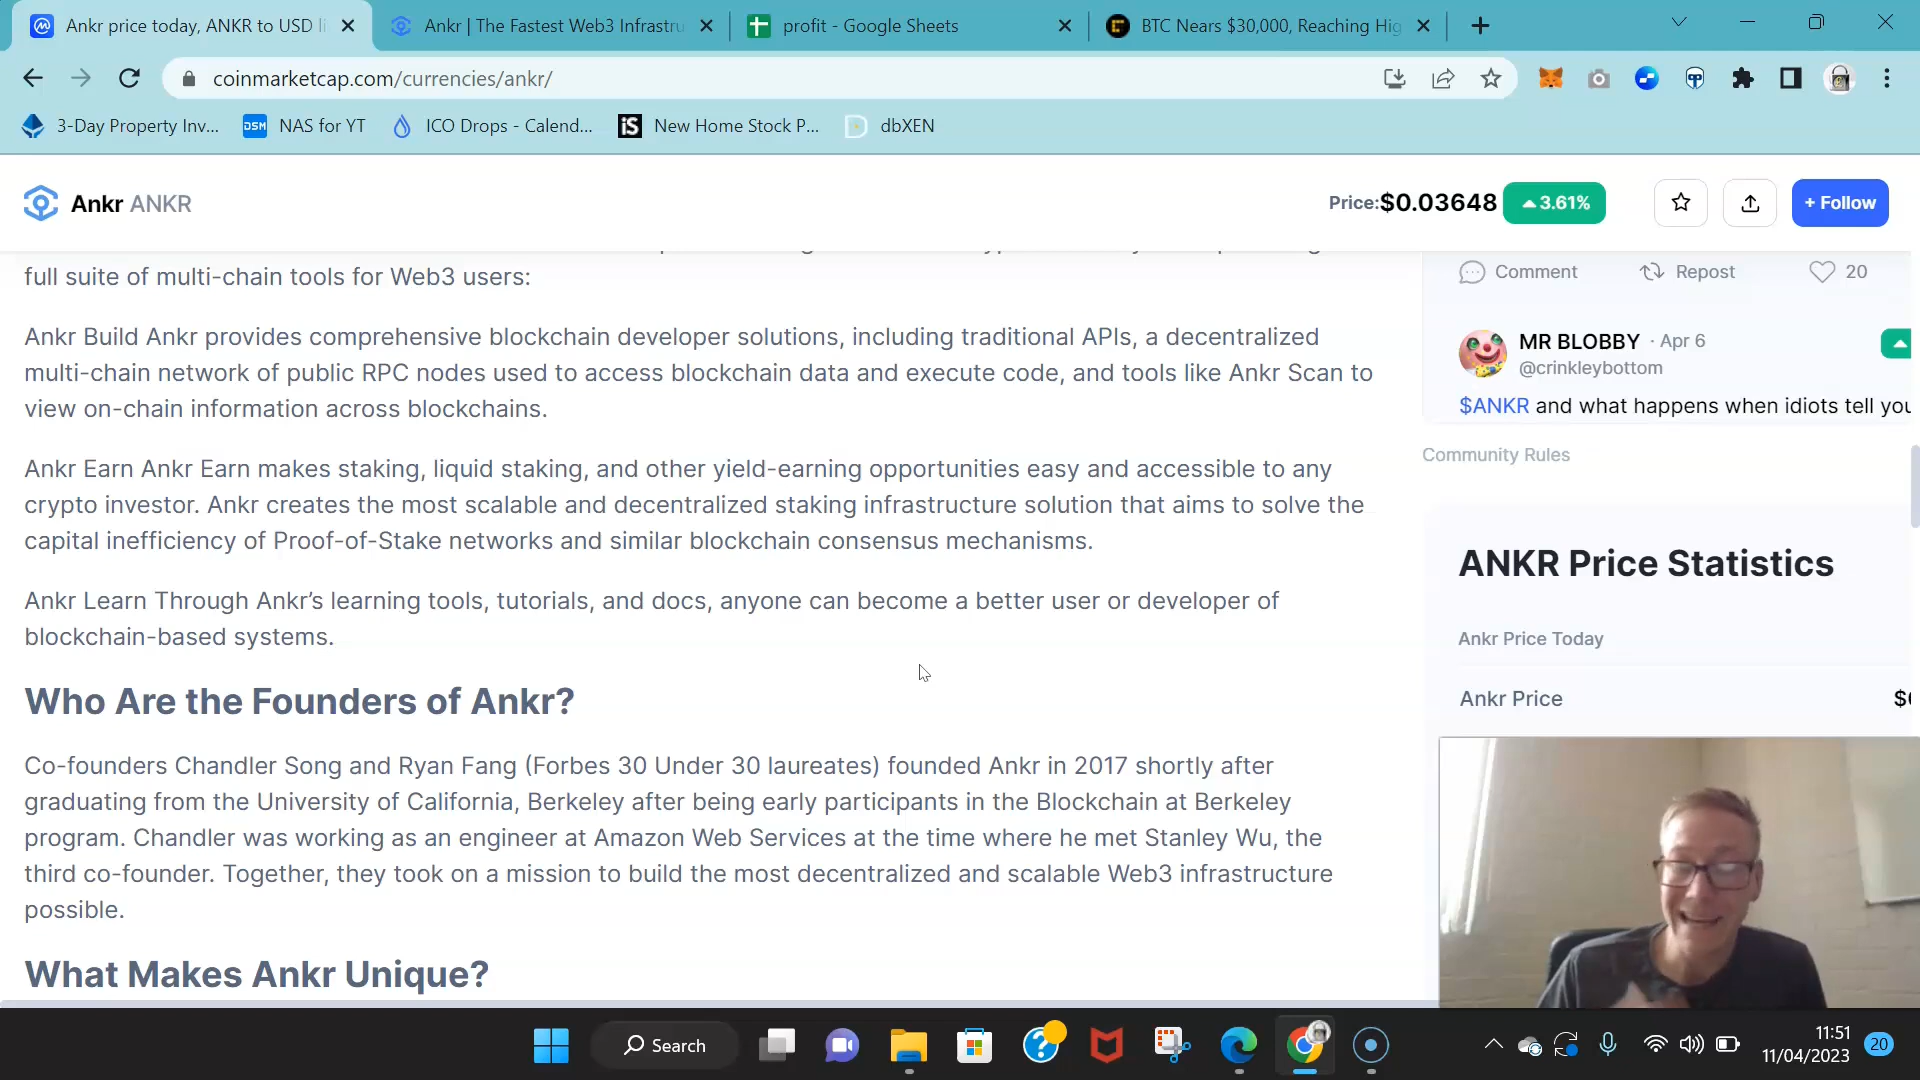 Ankr price today, ANKR to USD li
Ankr | The Fastest Web3 Infrastru
profit - Google Sheets
BTC Nears $30,000, Reaching Hig
coinmarketcap.com/currencies/ankr/
3-Day Property Inv...
DSM
NAS for YT
ICO Drops - Calend...
iS
New Home Stock P...
dbXEN
Ankr ANKR
Price:$0.03648
3.61%
+ Follow
full suite of multi-chain tools for Web3 users:
Ankr Build Ankr provides comprehensive blockchain developer solutions, including traditional APIs, a decentralized
multi-chain network of public RPC nodes used to access blockchain data and execute code, and tools like Ankr Scan to
view on-chain information across blockchains.
Ankr Earn Ankr Earn makes staking, liquid staking, and other yield-earning opportunities easy and accessible to any
crypto investor. Ankr creates the most scalable and decentralized staking infrastructure solution that aims to solve the
capital inefficiency of Proof-of-Stake networks and similar blockchain consensus mechanisms.
Ankr Learn Through Ankr’s learning tools, tutorials, and docs, anyone can become a better user or developer of
blockchain-based systems.
Who Are the Founders of Ankr?
Co-founders Chandler Song and Ryan Fang (Forbes 30 Under 30 laureates) founded Ankr in 2017 shortly after
graduating from the University of California, Berkeley after being early participants in the Blockchain at Berkeley
program. Chandler was working as an engineer at Amazon Web Services at the time where he met Stanley Wu, the
third co-founder. Together, they took on a mission to build the most decentralized and scalable Web3 infrastructure
possible.
What Makes Ankr Unique?
Comment
Repost
20
MR BLOBBY · Apr 6
@crinkleybottom
$ANKR and what happens when idiots tell you
Community Rules
ANKR Price Statistics
Ankr Price Today
Ankr Price
Search
11:51
11/04/2023
20